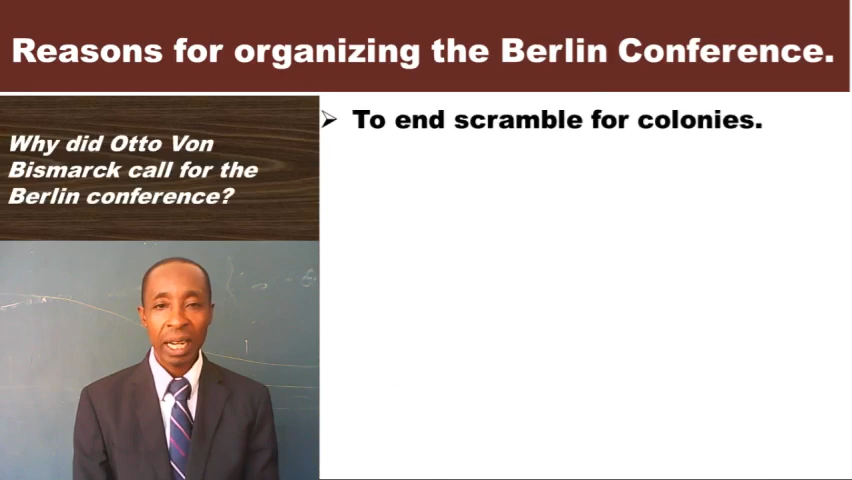 Reasons for organizing the Berlin Conference.
Why did Otto Von
Bismarck call for the
Berlin conference?
➢ To end scramble for colonies.